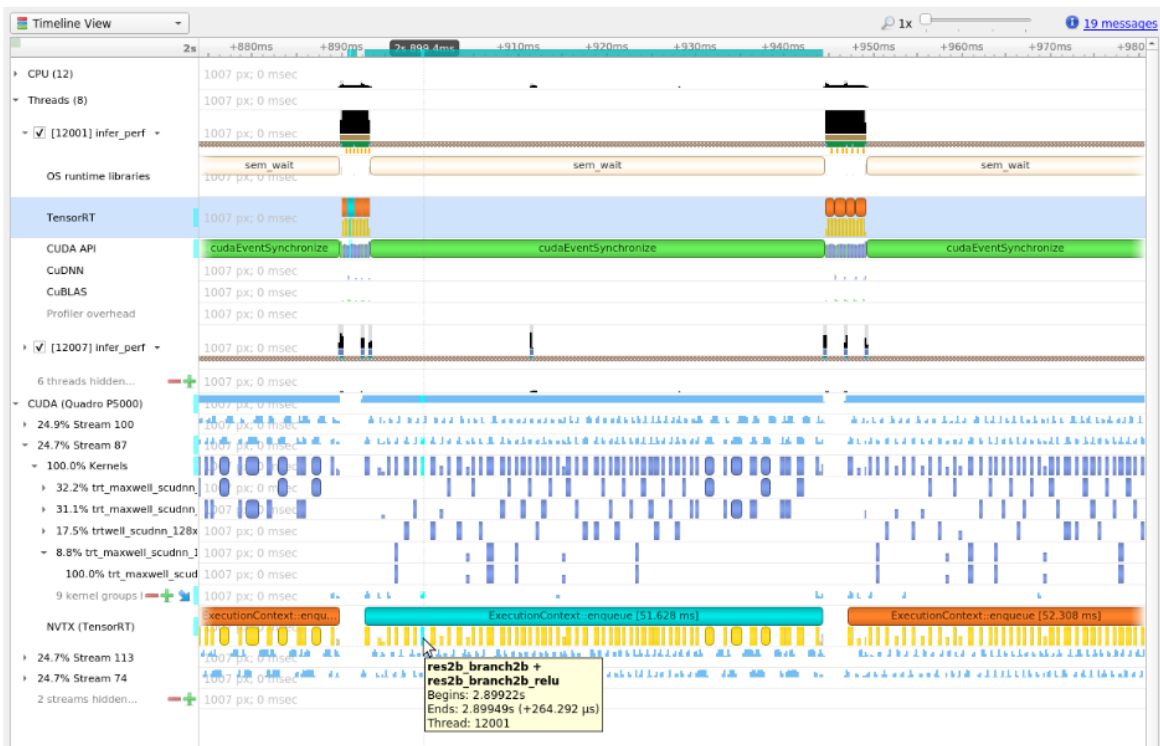 Timeline View
1x
19 messages
2s
+880ms
+890ms
2s 899.4ms
+910ms
+920ms
+930ms
+940ms
+950ms
+960ms
+970ms
+980
CPU (12)
1007 px; 0 msec
Threads (8)
1007 px; 0 msec
[12001] infer_perf
1007 px; 0 msec
OS runtime libraries
1007 px; 0 msec
sem_wait
sem_wait
sem_wait
TensorRT
1007 px; 0 msec
CUDA API
cudaEventSynchronize
cudaEventSynchronize
cudaEventSynchronize
CuDNN
1007 px; 0 msec
CuBLAS
1007 px; 0 msec
Profiler overhead
1007 px; 0 msec
[12007] infer_perf
1007 px; 0 msec
6 threads hidden...
1007 px; 0 msec
CUDA (Quadro P5000)
1007 px; 0 msec
24.9% Stream 100
1007 px; 0 msec
24.7% Stream 87
1007 px; 0 msec
100.0% Kernels
32.2% trt_maxwell_scudnn_
31.1% trt_maxwell_scudnn_
17.5% trtwell_scudnn_128x
1007 px; 0 msec
8.8% trt_maxwell_scudnn_1
1007 px; 0 msec
100.0% trt_maxwell_scud
1007 px; 0 msec
9 kernel groups
1007 px; 0 msec
NVTX (TensorRT)
ExecutionContext::enqu...
ExecutionContext::enqueue [51.628 ms]
ExecutionContext::enqueue [52.308 ms]
24.7% Stream 113
1007 px; 0 msec
24.7% Stream 74
1007 px; 0 msec
2 streams hidden...
1007 px; 0 msec
res2b_branch2b +
res2b_branch2b_relu
Begins: 2.89922s
Ends: 2.89949s (+264.292 µs)
Thread: 12001